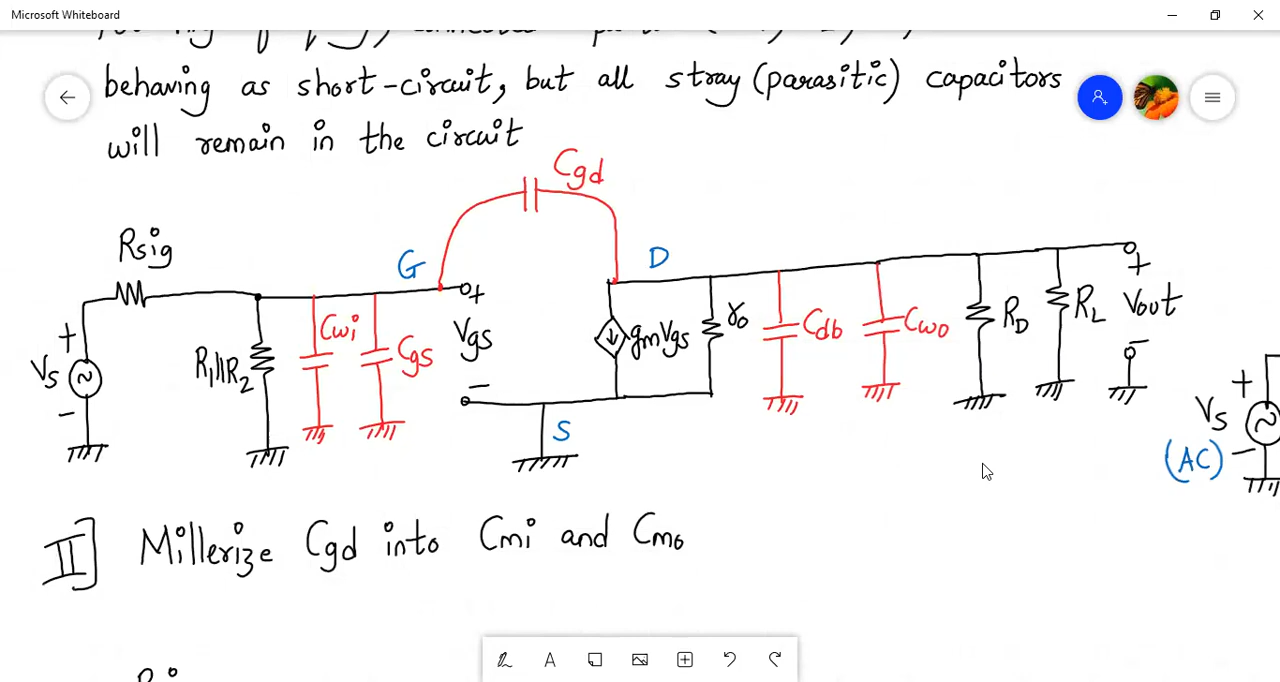 Microsoft Whiteboard
behaving as short-circuit, but all stray (parasitic) capacitors
will remain in the circuit
Cgd
Rsig
G
D
+
+
+
Vs
-
R1||R2
Cwi
Cgs
Vgs
-
gmVgs
ro
Cdb
Cwo
RD
RL
Vout
-
S
+
Vs
(AC)
-
II] Millerize Cgd into Cmi and Cmo
A